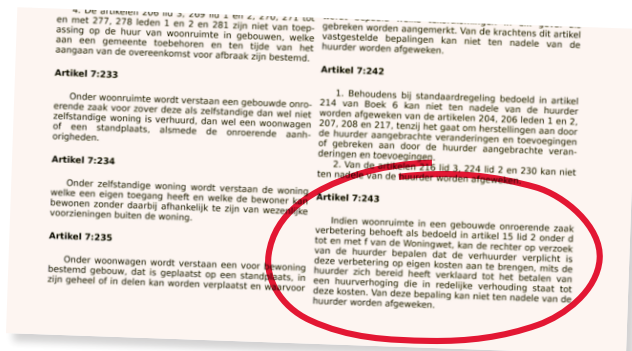 4. De artikelen 206 lid 3, 209 lid 1 en 2, 270, 271 tot
en met 277, 278 leden 1 en 2 en 281 zijn niet van toep-
assing op de huur van woonruimte in gebouwen, welke
aan een gemeente toebehoren en ten tijde van het
aangaan van de overeenkomst voor afbraak zijn bestemd.
Artikel 7:233
Onder woonruimte wordt verstaan een gebouwde onro-
erende zaak voor zover deze als zelfstandige dan wel niet
zelfstandige woning is verhuurd, dan wel een woonwagen
of een standplaats, alsmede de onroerende aanh-
origheden.
Artikel 7:234
Onder zelfstandige woning wordt verstaan de woning
welke een eigen toegang heeft en welke de bewoner kan
bewonen zonder daarbij afhankelijk te zijn van wezenlijke
voorzieningen buiten de woning.
Artikel 7:235
Onder woonwagen wordt verstaan een voor bewoning
bestemd gebouw, dat is geplaatst op een standplaats, in
zijn geheel of in delen kan worden verplaatst en waarvoor
gebreken worden aangemerkt. Van de krachtens dit artikel
vastgestelde bepalingen kan niet ten nadele van de
huurder worden afgeweken.
Artikel 7:242
1. Behoudens bij standaardregeling bedoeld in artikel
214 van Boek 6 kan niet ten nadele van de huurder
worden afgeweken van de artikelen 204, 206 leden 1 en 2,
207, 208 en 217, tenzij het gaat om herstellingen aan door
de huurder aangebrachte veranderingen en toevoegingen
of gebreken aan door de huurder aangebrachte veran-
deringen en toevoegingen.
2. Van de artikelen 216 lid 3, 224 lid 2 en 230 kan niet
ten nadele van de huurder worden afgeweken.
Artikel 7:243
Indien woonruimte in een gebouwde onroerende zaak
verbetering behoeft als bedoeld in artikel 15 lid 2 onder d
tot en met f van de Woningwet, kan de rechter op verzoek
van de huurder bepalen dat de verhuurder verplicht is
deze verbetering op eigen kosten aan te brengen, mits de
huurder zich bereid heeft verklaard tot het betalen van
een huurverhoging die in redelijke verhouding staat tot
deze kosten. Van deze bepaling kan niet ten nadele van de
huurder worden afgeweken.